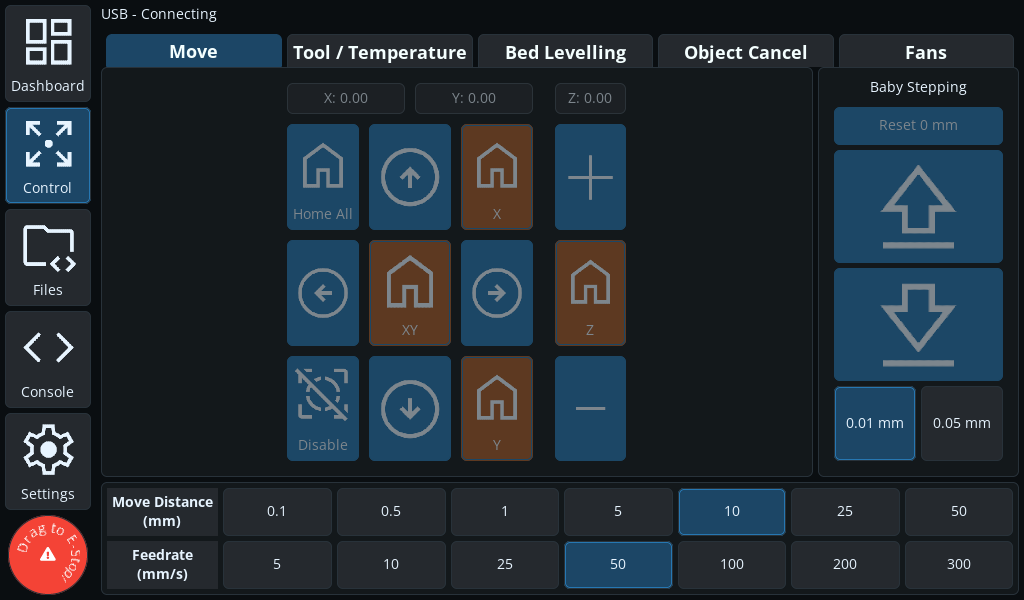 USB - Connecting
Dashboard
Control
Files
Console
Settings
Drag to E-Stop!
Move
Tool / Temperature
Bed Levelling
Object Cancel
Fans
X: 0.00
Y: 0.00
Z: 0.00
Home All
X
XY
Z
Disable
Y
Baby Stepping
Reset 0 mm
0.01 mm
0.05 mm
Move Distance
(mm)
0.1
0.5
1
5
10
25
50
Feedrate
(mm/s)
5
10
25
50
100
200
300